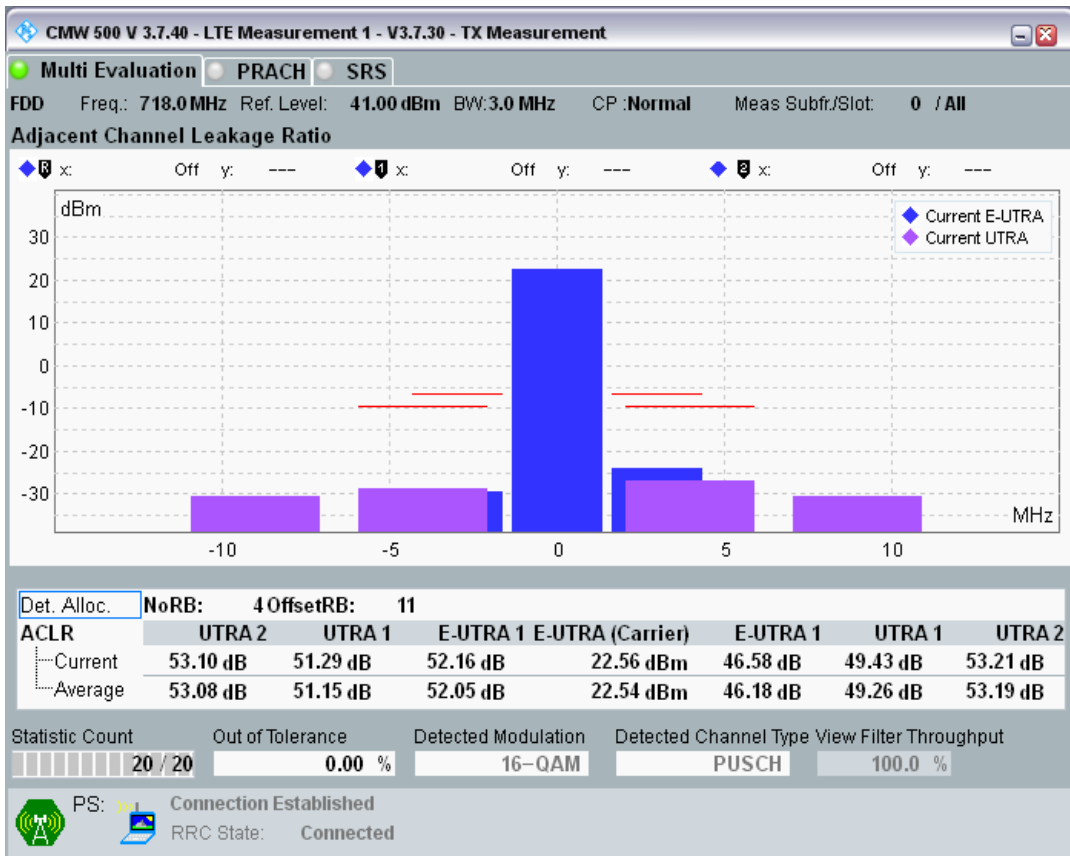 CMW 500 V 3.7.40 - LTE Measurement 1 - V3.7.30 - TX Measurement
Multi Evaluation PRACH SRS
FDD Freq.: 718.0 MHz Ref. Level: 41.00 dBm BW: 3.0 MHz CP :Normal Meas Subfr./Slot: 0 / All
Adjacent Channel Leakage Ratio
R x: Off y: --- 1 x: Off y: --- 2 x: Off y: ---
dBm
Current E-UTRA
Current UTRA
30
20
10
0
-10
-20
-30
MHz
-10 -5 0 5 10
Det. Alloc. NoRB: 4 OffsetRB: 11
ACLR UTRA 2 UTRA 1 E-UTRA 1 E-UTRA (Carrier) E-UTRA 1 UTRA 1 UTRA 2
Current 53.10 dB 51.29 dB 52.16 dB 22.56 dBm 46.58 dB 49.43 dB 53.21 dB
Average 53.08 dB 51.15 dB 52.05 dB 22.54 dBm 46.18 dB 49.26 dB 53.19 dB
Statistic Count Out of Tolerance Detected Modulation Detected Channel Type View Filter Throughput
20 / 20 0.00 % 16-QAM PUSCH 100.0 %
PS: Connection Established
RRC State: Connected